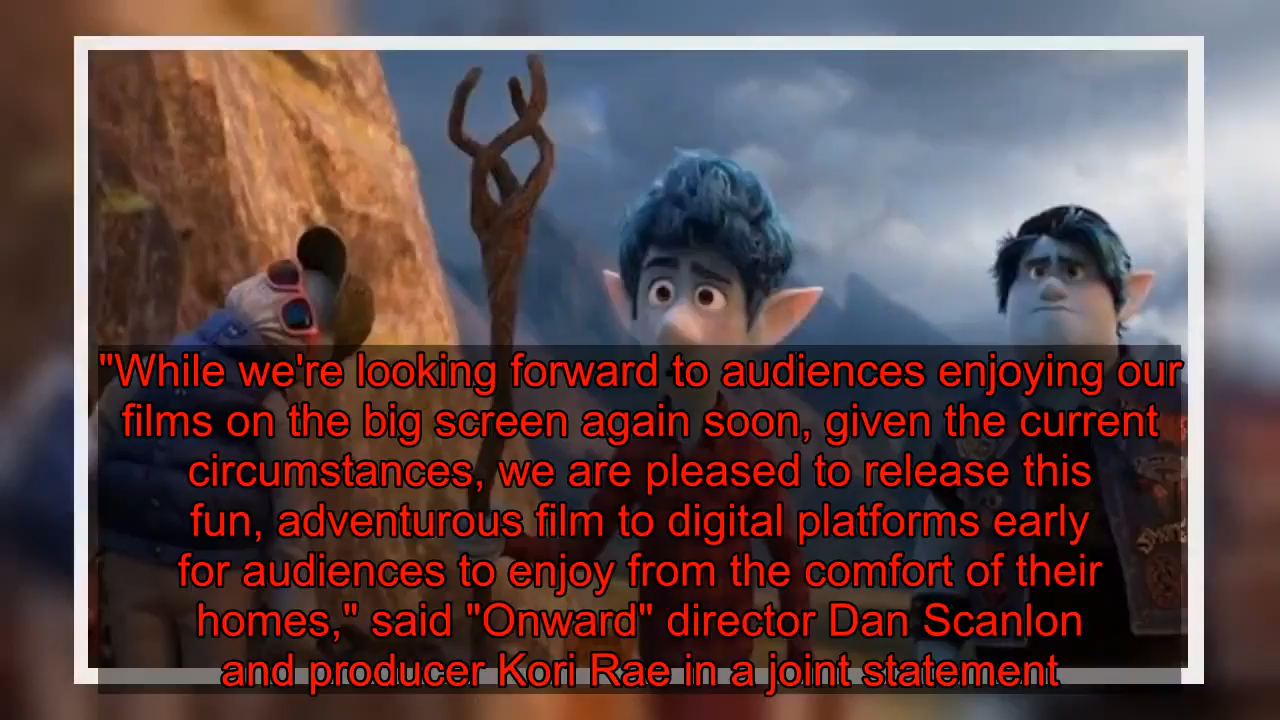 "While we're looking forward to audiences enjoying our
films on the big screen again soon, given the current
circumstances, we are pleased to release this
fun, adventurous film to digital platforms early
for audiences to enjoy from the comfort of their
homes," said "Onward" director Dan Scanlon
and producer Kori Rae in a joint statement